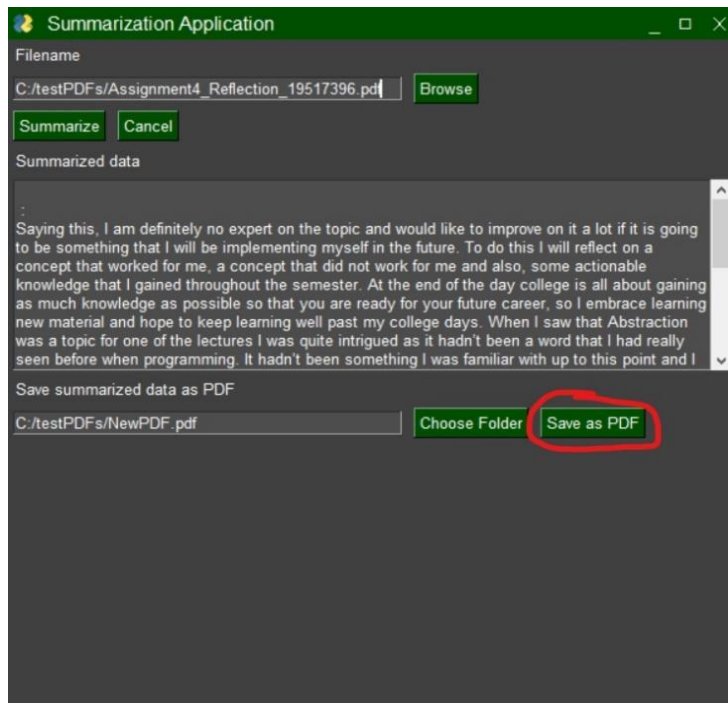 Summarization Application
Filename
C:/testPDFs/Assignment4_Reflection_19517396.pdf Browse
Summarize Cancel
Summarized data
:
Saying this, I am definitely no expert on the topic and would like to improve on it a lot if it is going
to be something that I will be implementing myself in the future. To do this I will reflect on a
concept that worked for me, a concept that did not work for me and also, some actionable
knowledge that I gained throughout the semester. At the end of the day college is all about gaining
as much knowledge as possible so that you are ready for your future career, so I embrace learning
new material and hope to keep learning well past my college days. When I saw that Abstraction
was a topic for one of the lectures I was quite intrigued as it hadn't been a word that I had really
seen before when programming. It hadn't been something I was familiar with up to this point and I
Save summarized data as PDF
C:/testPDFs/NewPDF.pdf Choose Folder Save as PDF